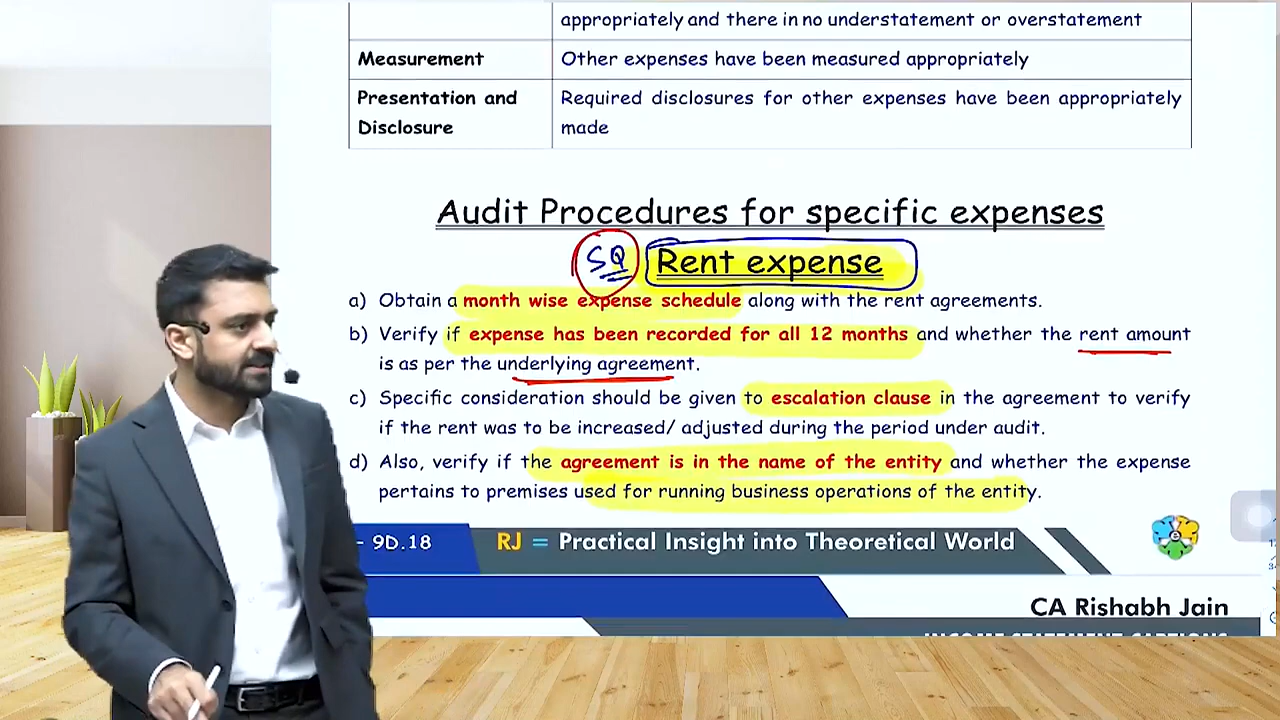 appropriately and there in no understatement or overstatement
Measurement
Other expenses have been measured appropriately
Presentation and
Disclosure
Required disclosures for other expenses have been appropriately
made
Audit Procedures for specific expenses
SQ Rent expense
a) Obtain a month wise expense schedule along with the rent agreements.
b) Verify if expense has been recorded for all 12 months and whether the rent amount
is as per the underlying agreement.
c) Specific consideration should be given to escalation clause in the agreement to verify
if the rent was to be increased/ adjusted during the period under audit.
d) Also, verify if the agreement is in the name of the entity and whether the expense
pertains to premises used for running business operations of the entity.
- 9D.18
RJ = Practical Insight into Theoretical World
CA Rishabh Jain